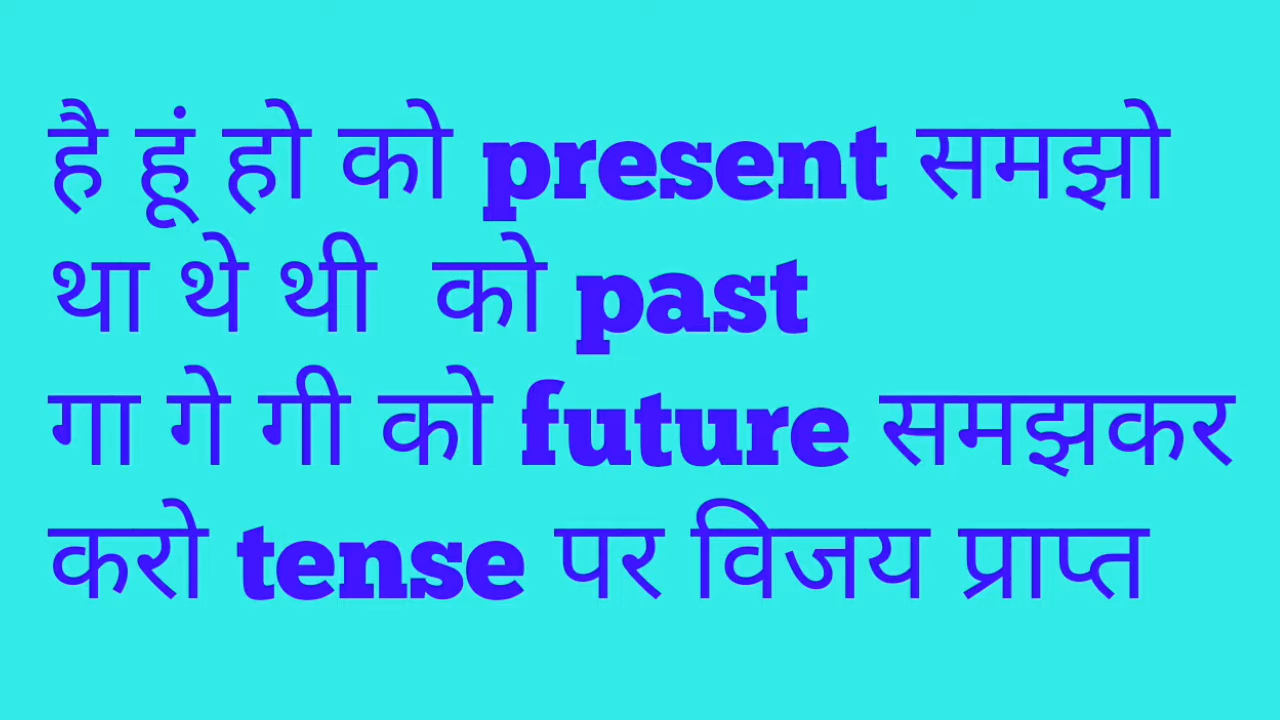 है हूं हो को present समझो
था थे थी को past
गा गे गी को future समझकर
करो tense पर विजय प्राप्त